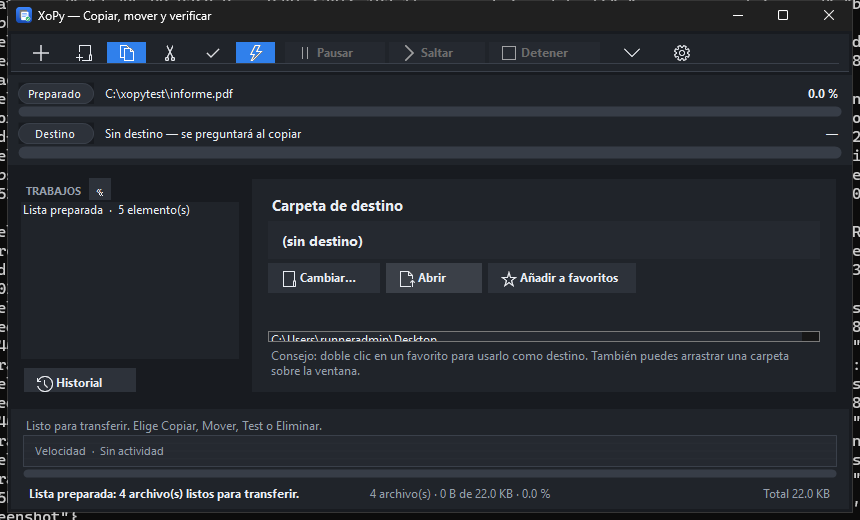 XoPy — Copiar, mover y verificar
Pausar
Saltar
Detener
Preparado
C:\xopytest\informe.pdf
0.0 %
Destino
Sin destino — se preguntará al copiar
—
TRABAJOS
Lista preparada · 5 elemento(s)
Historial
Carpeta de destino
(sin destino)
Cambiar...
Abrir
Añadir a favoritos
C:\Users\runneradmin\Desktop
Consejo: doble clic en un favorito para usarlo como destino. También puedes arrastrar una carpeta
sobre la ventana.
Listo para transferir. Elige Copiar, Mover, Test o Eliminar.
Velocidad · Sin actividad
Lista preparada: 4 archivo(s) listos para transferir.
4 archivo(s) · 0 B de 22.0 KB · 0.0 %
Total 22.0 KB
eenshot"}